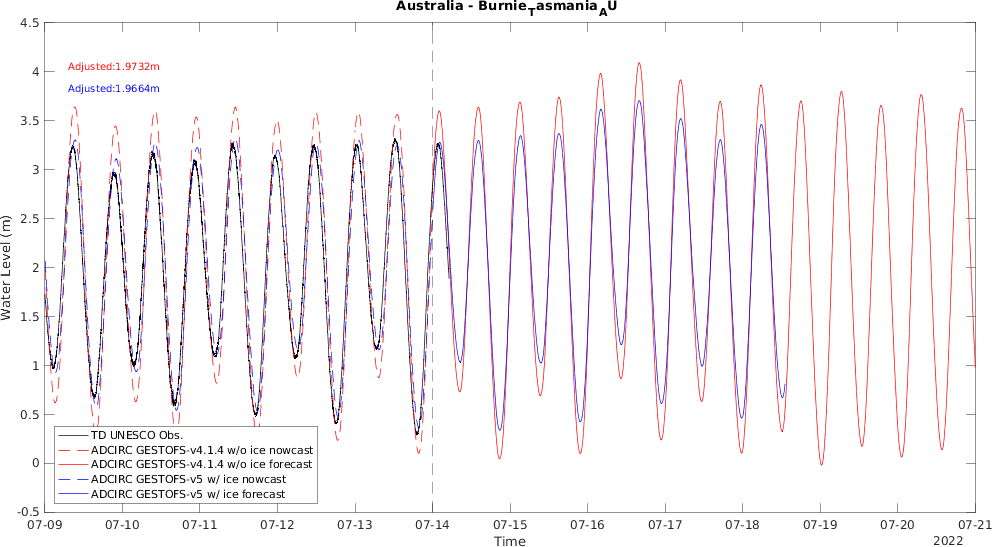 Australia - Burnie_Tasmania_AU
4.5
Adjusted:1.9732m
4
Adjusted:1.9664m
3.5
3
2.5
Water Level (m)
2
1.5
1
0.5
TD UNESCO Obs.
ADCIRC GESTOFS-v4.1.4 w/o ice nowcast
0
ADCIRC GESTOFS-v4.1.4 w/o ice forecast
ADCIRC GESTOFS-v5 w/ ice nowcast
ADCIRC GESTOFS-v5 w/ ice forecast
-0.5
07-09 07-10 07-11 07-12 07-13 07-14 07-15 07-16 07-17 07-18 07-19 07-20 07-21
Time
2022